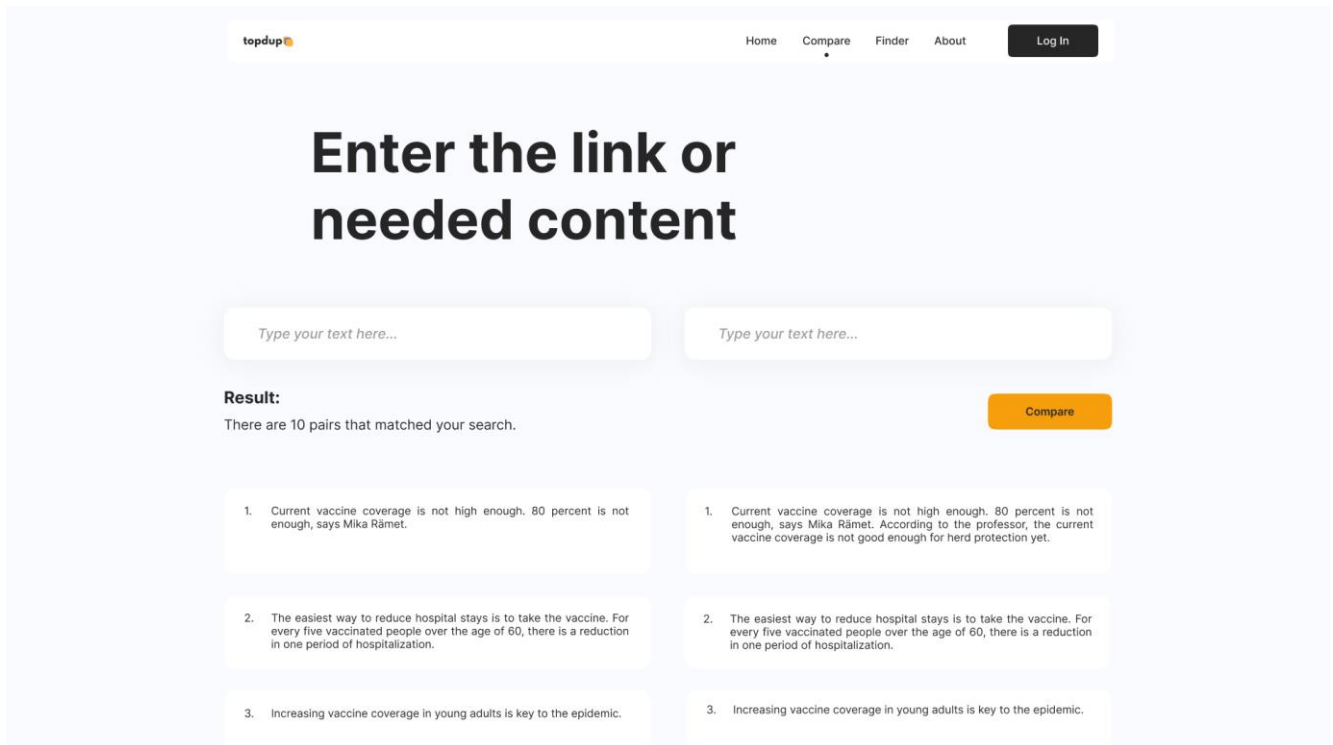 topdup
Home Compare Finder About Log In
Enter the link or
needed content
Type your text here... Type your text here...
Result:
There are 10 pairs that matched your search.
Compare
1. Current vaccine coverage is not high enough. 80 percent is not
enough, says Mika Rämet.
1. Current vaccine coverage is not high enough. 80 percent is not
enough, says Mika Rämet. According to the professor, the current
vaccine coverage is not good enough for herd protection yet.
2. The easiest way to reduce hospital stays is to take the vaccine. For
every five vaccinated people over the age of 60, there is a reduction
in one period of hospitalization.
2. The easiest way to reduce hospital stays is to take the vaccine. For
every five vaccinated people over the age of 60, there is a reduction
in one period of hospitalization.
3. Increasing vaccine coverage in young adults is key to the epidemic.
3. Increasing vaccine coverage in young adults is key to the epidemic.